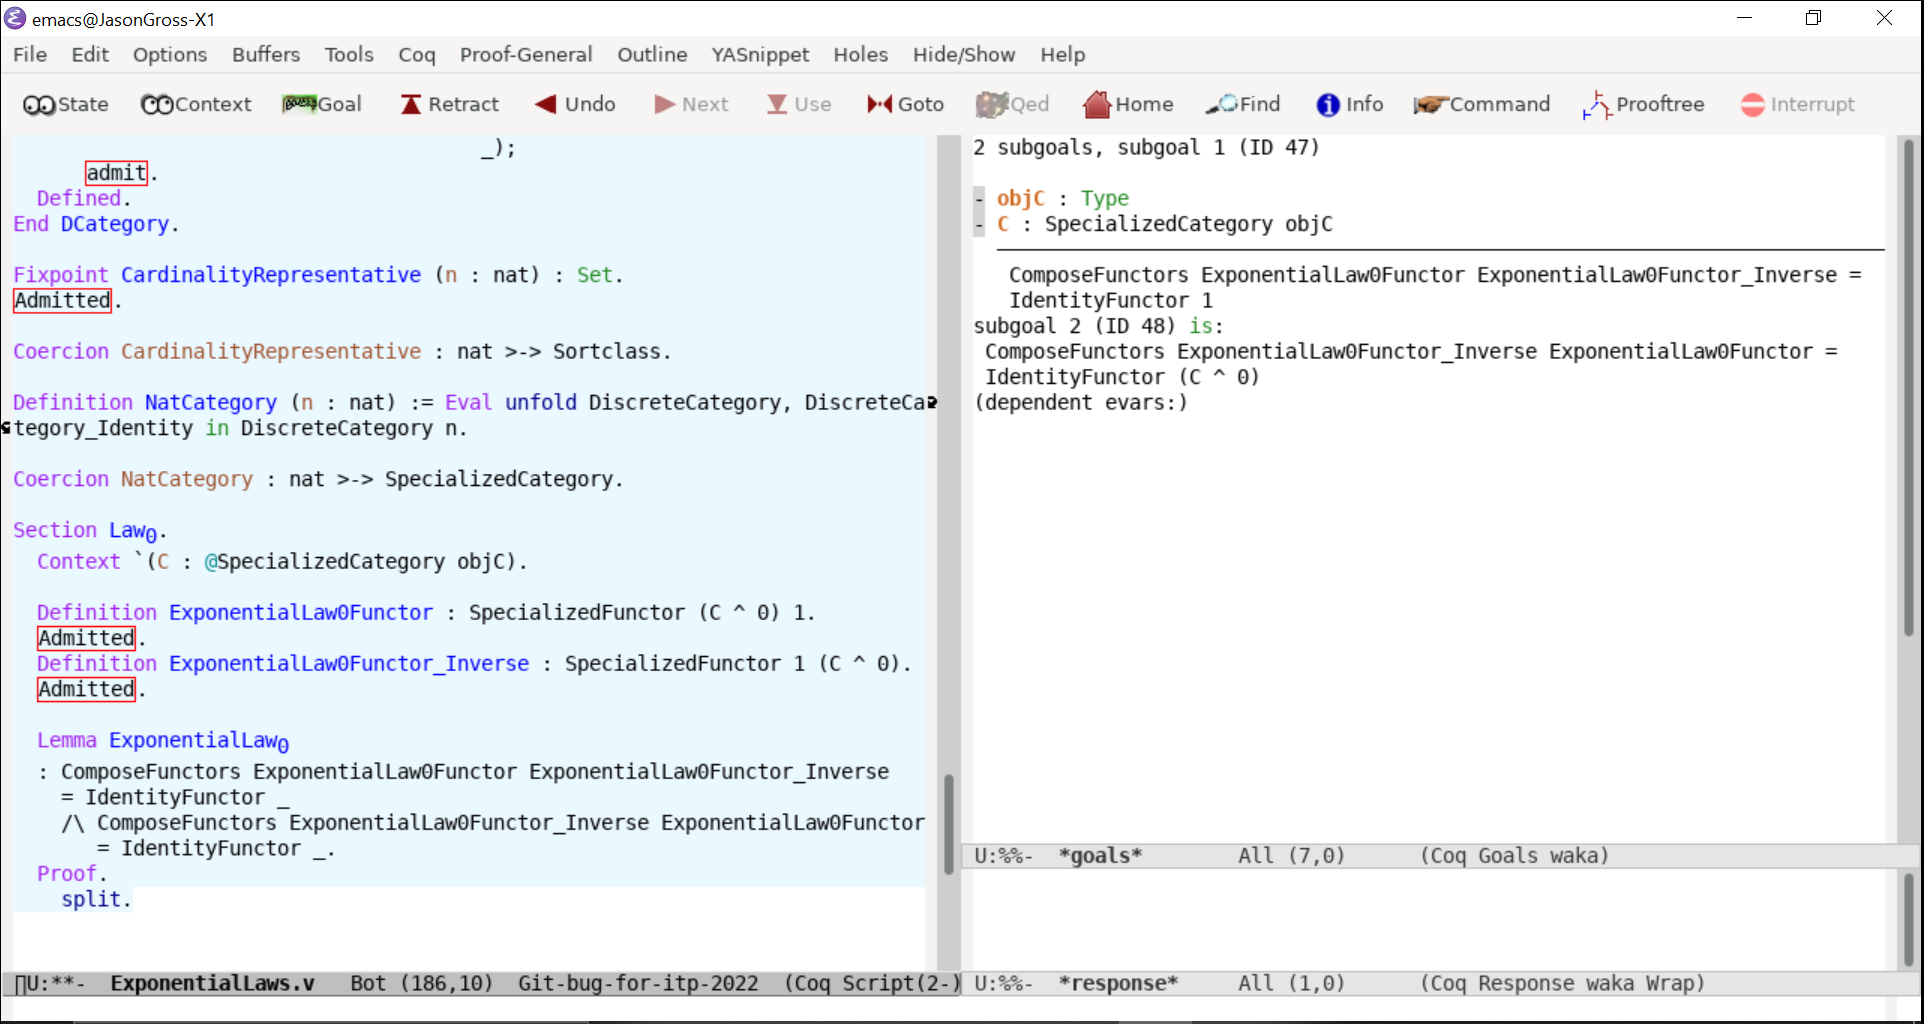 emacs@JasonGross-X1
File Edit Options Buffers Tools Coq Proof-General Outline YASnippet Holes Hide/Show Help
State Context Goal Retract Undo Next Use Goto Qed Home Find Info Command Prooftree Interrupt
_);
admit.
Defined.
End DCategory.
Fixpoint CardinalityRepresentative (n : nat) : Set.
Admitted.
Coercion CardinalityRepresentative : nat >-> Sortclass.
Definition NatCategory (n : nat) := Eval unfold DiscreteCategory, DiscreteCa
tegory_Identity in DiscreteCategory n.
Coercion NatCategory : nat >-> SpecializedCategory.
Section Law₀.
Context `(C : @SpecializedCategory objC).
Definition ExponentialLaw0Functor : SpecializedFunctor (C ^ 0) 1.
Admitted.
Definition ExponentialLaw0Functor_Inverse : SpecializedFunctor 1 (C ^ 0).
Admitted.
Lemma ExponentialLaw₀
: ComposeFunctors ExponentialLaw0Functor ExponentialLaw0Functor_Inverse
= IdentityFunctor _
/\ ComposeFunctors ExponentialLaw0Functor_Inverse ExponentialLaw0Functor
= IdentityFunctor _.
Proof.
split.
U:**- ExponentialLaws.v Bot (186,10) Git-bug-for-itp-2022 (Coq Script(2-)
2 subgoals, subgoal 1 (ID 47)
- objC : Type
- C : SpecializedCategory objC
ComposeFunctors ExponentialLaw0Functor ExponentialLaw0Functor_Inverse =
IdentityFunctor 1
subgoal 2 (ID 48) is:
ComposeFunctors ExponentialLaw0Functor_Inverse ExponentialLaw0Functor =
IdentityFunctor (C ^ 0)
(dependent evars:)
U:%%- *goals* All (7,0) (Coq Goals waka)
U:%%- *response* All (1,0) (Coq Response waka Wrap)